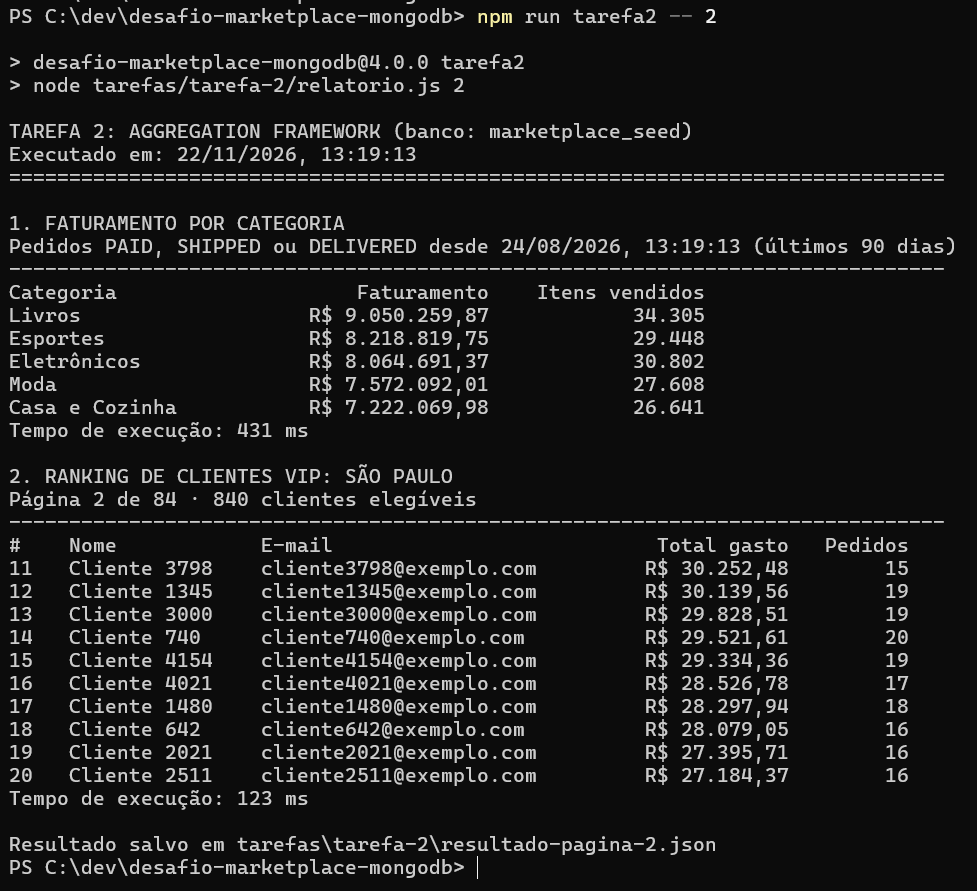 PS C:\dev\desafio-marketplace-mongodb> npm run tarefa2 -- 2
> desafio-marketplace-mongodb@4.0.0 tarefa2
> node tarefas/tarefa-2/relatorio.js 2
TAREFA 2: AGGREGATION FRAMEWORK (banco: marketplace_seed)
Executado em: 22/11/2026, 13:19:13
==============================================================================
1. FATURAMENTO POR CATEGORIA
Pedidos PAID, SHIPPED ou DELIVERED desde 24/08/2026, 13:19:13 (últimos 90 dias)
------------------------------------------------------------------------------
Categoria                    Faturamento    Itens vendidos
Livros                   R$ 9.050.259,87            34.305
Esportes                 R$ 8.218.819,75            29.448
Eletrônicos              R$ 8.064.691,37            30.802
Moda                     R$ 7.572.092,01            27.608
Casa e Cozinha           R$ 7.222.069,98            26.641
Tempo de execução: 431 ms
2. RANKING DE CLIENTES VIP: SÃO PAULO
Página 2 de 84 · 840 clientes elegíveis
------------------------------------------------------------------------------
#    Nome            E-mail                           Total gasto   Pedidos
11   Cliente 3798    cliente3798@exemplo.com         R$ 30.252,48        15
12   Cliente 1345    cliente1345@exemplo.com         R$ 30.139,56        19
13   Cliente 3000    cliente3000@exemplo.com         R$ 29.828,51        19
14   Cliente 740     cliente740@exemplo.com          R$ 29.521,61        20
15   Cliente 4154    cliente4154@exemplo.com         R$ 29.334,36        19
16   Cliente 4021    cliente4021@exemplo.com         R$ 28.526,78        17
17   Cliente 1480    cliente1480@exemplo.com         R$ 28.297,94        18
18   Cliente 642     cliente642@exemplo.com          R$ 28.079,05        16
19   Cliente 2021    cliente2021@exemplo.com         R$ 27.395,71        16
20   Cliente 2511    cliente2511@exemplo.com         R$ 27.184,37        16
Tempo de execução: 123 ms
Resultado salvo em tarefas\tarefa-2\resultado-pagina-2.json
PS C:\dev\desafio-marketplace-mongodb>